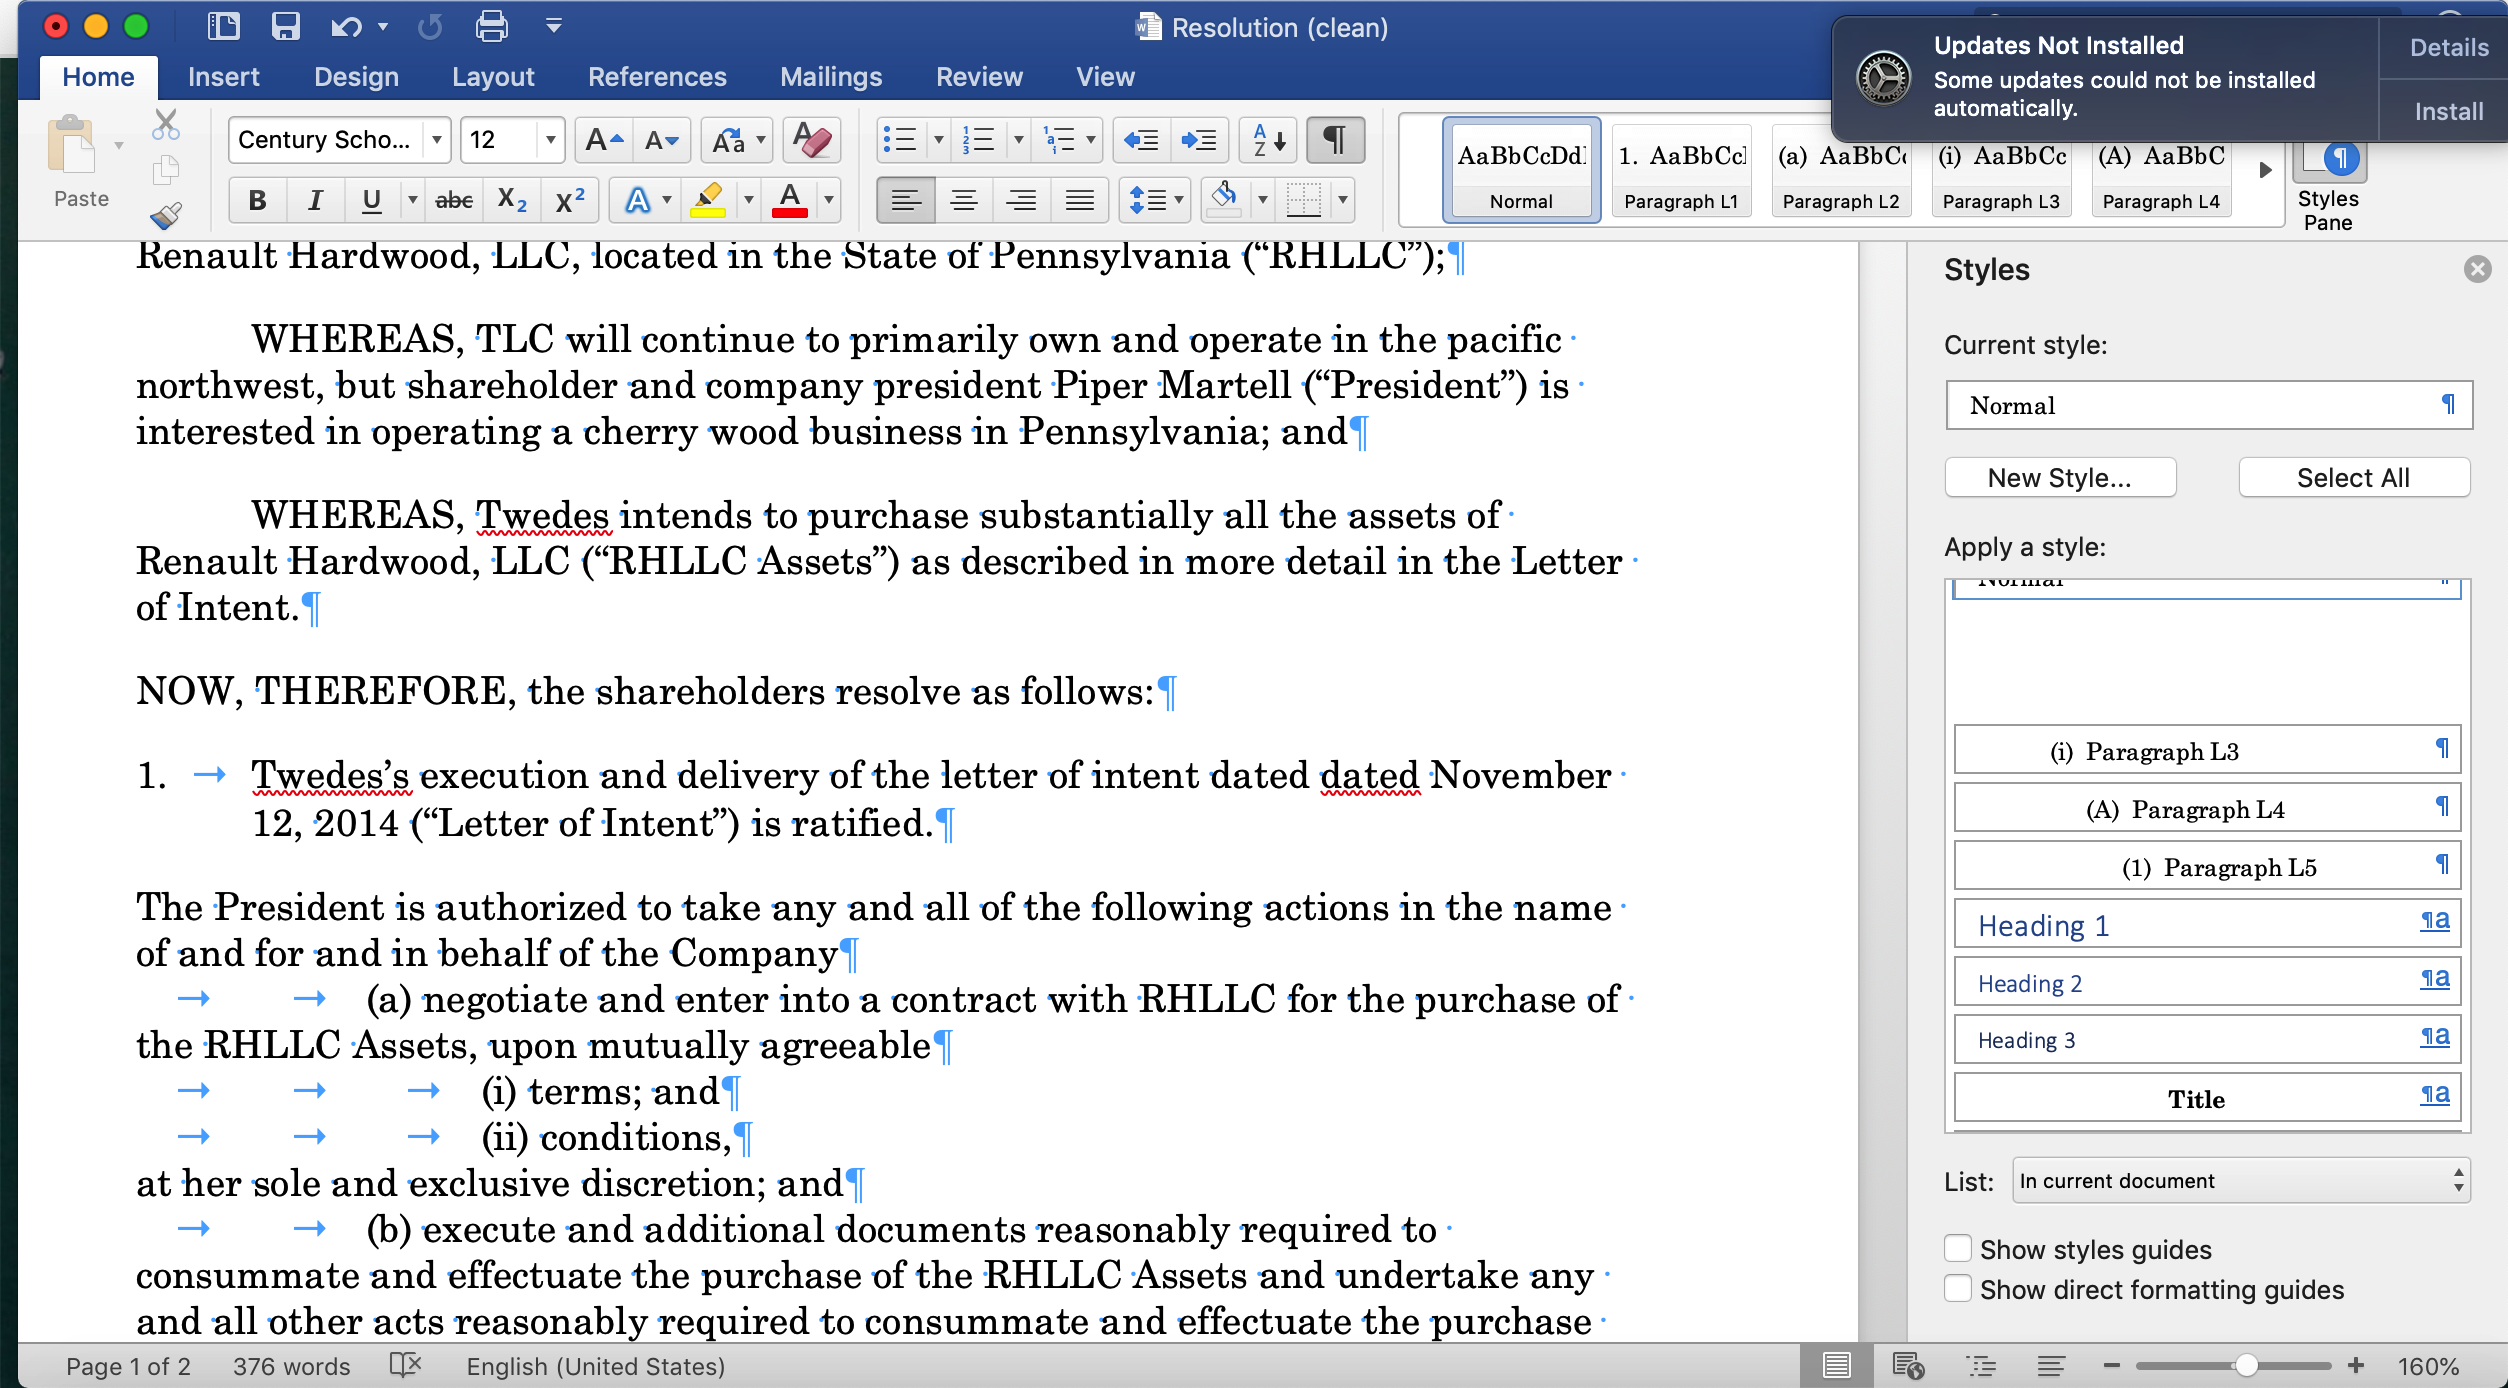 Resolution (clean)
Home Insert Design Layout References Mailings Review View
Updates Not Installed
Some updates could not be installed
automatically.
Details
Install
Paste
Century Scho... 12
AaBbCcDdl 1. AaBbCcl (a) AaBbCc (i) AaBbCc (A) AaBbC
Normal Paragraph L1 Paragraph L2 Paragraph L3 Paragraph L4
Styles
Pane
Renault Hardwood, LLC, located in the State of Pennsylvania (“RHLLC”);¶
WHEREAS, TLC will continue to primarily own and operate in the pacific
northwest, but shareholder and company president Piper Martell (“President”) is
interested in operating a cherry wood business in Pennsylvania; and¶
WHEREAS, Twedes intends to purchase substantially all the assets of
Renault Hardwood, LLC (“RHLLC Assets”) as described in more detail in the Letter
of Intent.¶
NOW, THEREFORE, the shareholders resolve as follows:¶
1. → Twedes’s execution and delivery of the letter of intent dated dated November
12, 2014 (“Letter of Intent”) is ratified.¶
The President is authorized to take any and all of the following actions in the name
of and for and in behalf of the Company¶
→ → (a) negotiate and enter into a contract with RHLLC for the purchase of
the RHLLC Assets, upon mutually agreeable¶
→ → → (i) terms; and¶
→ → → (ii) conditions,¶
at her sole and exclusive discretion; and¶
→ → (b) execute and additional documents reasonably required to
consummate and effectuate the purchase of the RHLLC Assets and undertake any
and all other acts reasonably required to consummate and effectuate the purchase
Styles
Current style:
Normal ¶
New Style... Select All
Apply a style:
Normal
(i) Paragraph L3 ¶
(A) Paragraph L4 ¶
(1) Paragraph L5 ¶
Heading 1 ¶a
Heading 2 ¶a
Heading 3 ¶a
Title ¶a
List: In current document
Show styles guides
Show direct formatting guides
Page 1 of 2 376 words English (United States) 160%